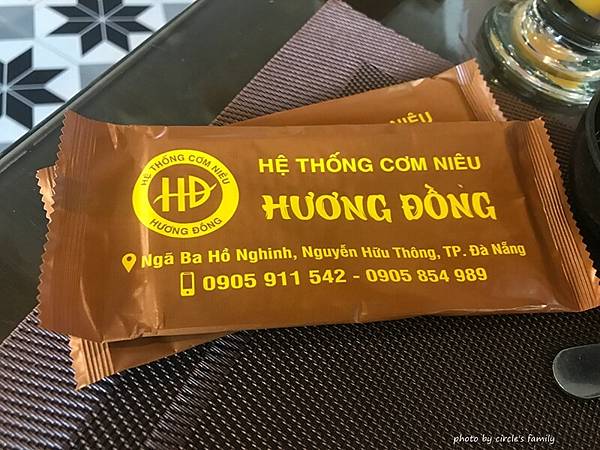 HỆ THỐNG CƠM NIÊU
HĐ
HƯƠNG ĐỒNG
HỆ THỐNG CƠM NIÊU
HƯƠNG ĐỒNG
Ngã Ba Hồ Nghinh, Nguyễn Hữu Thông, TP. Đà Nẵng
0905 911 542 - 0905 854 989
NIÊU
photo by circle's family